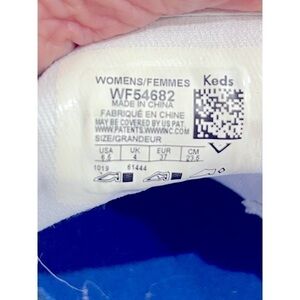 WOMENS/FEMMES Keds
WF54682
MADE IN CHINA
FABRIQUÉ EN CHINE
MAY BE COVERED BY US PAT.
WWW.PATENTS.WWWINC.COM
SIZE/GRANDEUR
USA UK EUR CM
6.5 4 37 23.5
1019 61444